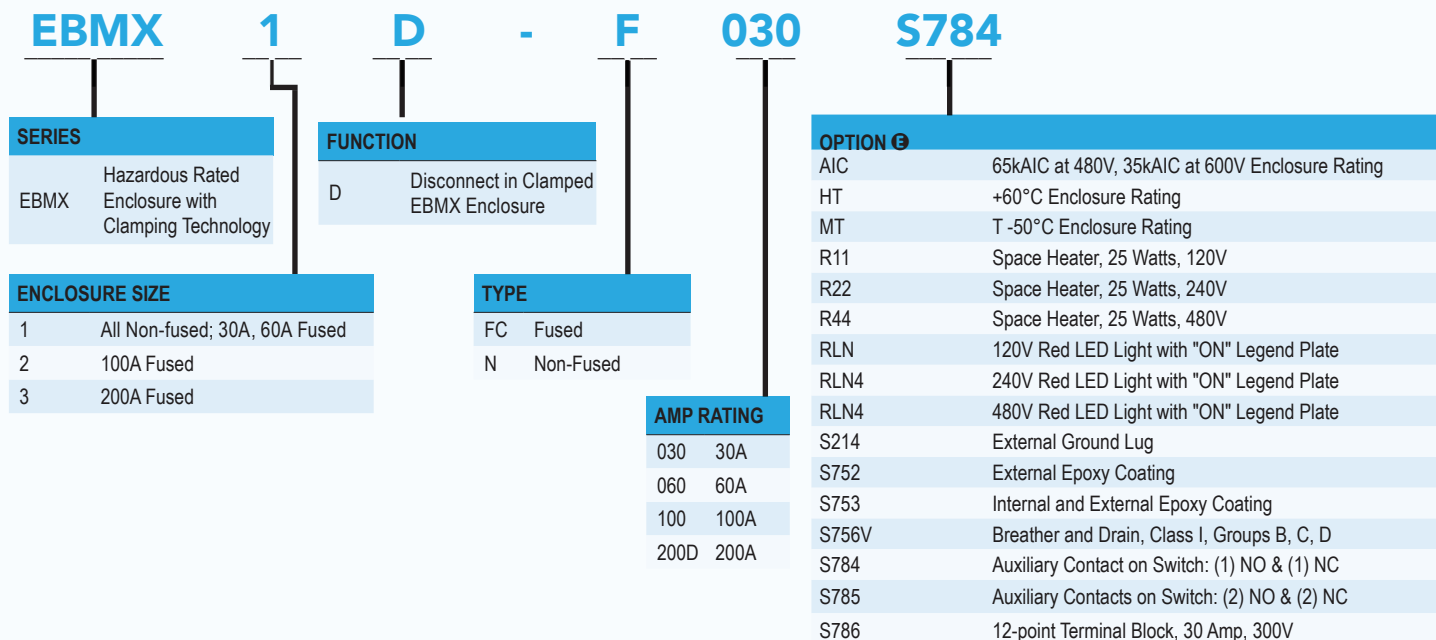 EBMX 1 D - F 030 S784
SERIES
EBMX Hazardous Rated
Enclosure with
Clamping Technology
FUNCTION
D Disconnect in Clamped
EBMX Enclosure
ENCLOSURE SIZE
1 All Non-fused; 30A, 60A Fused
2 100A Fused
3 200A Fused
TYPE
FC Fused
N Non-Fused
AMP RATING
030 30A
060 60A
100 100A
200D 200A
OPTION E
AIC 65kAIC at 480V, 35kAIC at 600V Enclosure Rating
HT +60°C Enclosure Rating
MT T -50°C Enclosure Rating
R11 Space Heater, 25 Watts, 120V
R22 Space Heater, 25 Watts, 240V
R44 Space Heater, 25 Watts, 480V
RLN 120V Red LED Light with "ON" Legend Plate
RLN4 240V Red LED Light with "ON" Legend Plate
RLN4 480V Red LED Light with "ON" Legend Plate
S214 External Ground Lug
S752 External Epoxy Coating
S753 Internal and External Epoxy Coating
S756V Breather and Drain, Class I, Groups B, C, D
S784 Auxiliary Contact on Switch: (1) NO & (1) NC
S785 Auxiliary Contacts on Switch: (2) NO & (2) NC
S786 12-point Terminal Block, 30 Amp, 300V